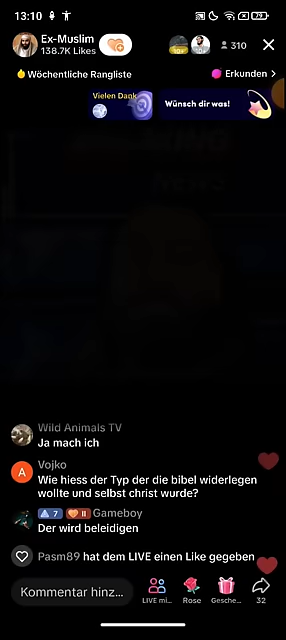 13:10
79
Ex-Muslim
138.7K Likes
310
Wöchentliche Rangliste
Erkunden >
Vielen Dank
Wünsch dir was!
Wild Animals TV
Ja mach ich
A
Vojko
Wie hiess der Typ der die bibel widerlegen
wollte und selbst christ wurde?
7 II Gameboy
Der wird beleidigen
Pasm89 hat dem LIVE einen Like gegeben
Kommentar hinz...
LIVE mi... Rose Gesche... 32